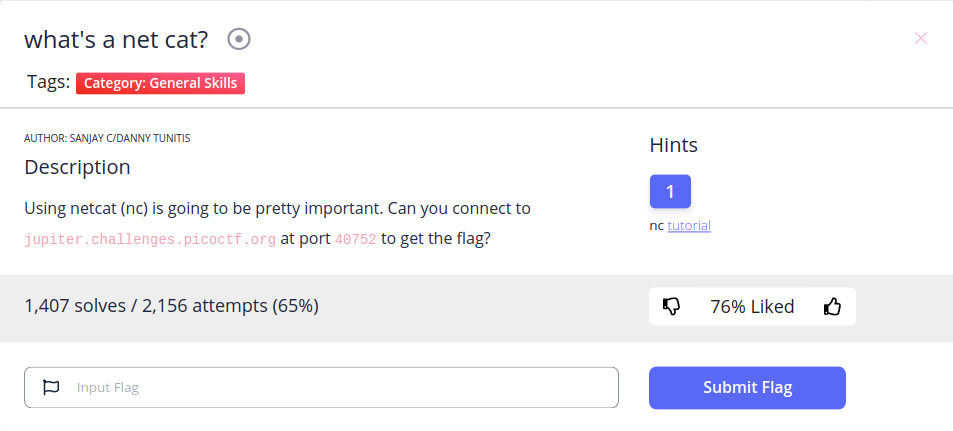 what's a net cat?
Tags: Category: General Skills
AUTHOR: SANJAY C/DANNY TUNITIS
Description
Using netcat (nc) is going to be pretty important. Can you connect to
jupiter.challenges.picoctf.org at port 40752 to get the flag?
Hints
1
nc tutorial
1,407 solves / 2,156 attempts (65%)
76% Liked
Input Flag
Submit Flag